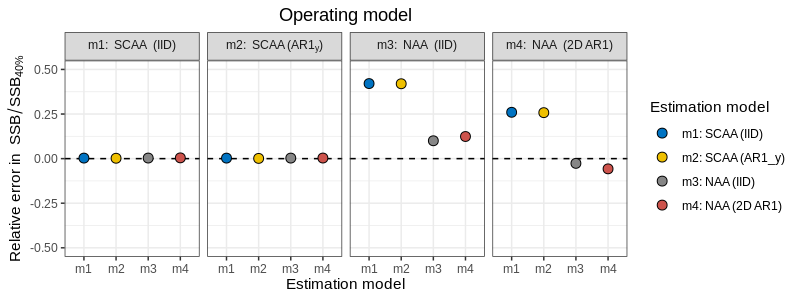 Operating model
m1: SCAA (IID)
m2: SCAA (AR1y)
m3: NAA (IID)
m4: NAA (2D AR1)
Relative error in SSB/SSB40%
0.50
0.25
0.00
-0.25
-0.50
m1 m2 m3 m4
m1 m2 m3 m4
m1 m2 m3 m4
m1 m2 m3 m4
Estimation model
Estimation model
m1: SCAA (IID)
m2: SCAA (AR1_y)
m3: NAA (IID)
m4: NAA (2D AR1)